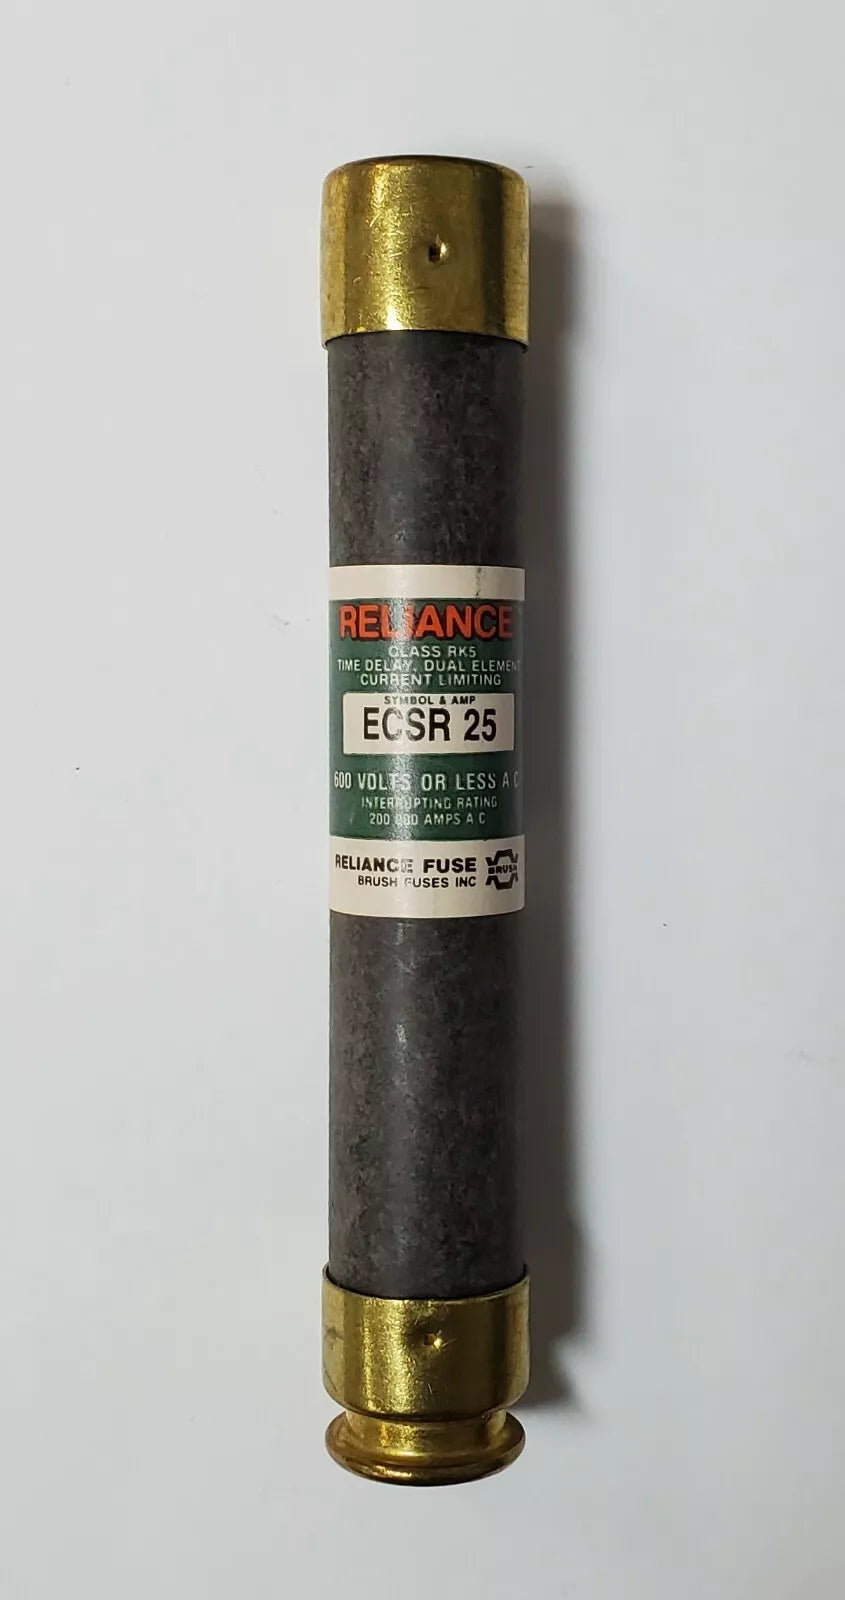 RELIANCE
CLASS RK5
TIME DELAY, DUAL ELEMENT
CURRENT LIMITING
SYMBOL & AMP
ECSR 25
600 VOLTS OR LESS A C
INTERRUPTING RATING
200 000 AMPS A C
RELIANCE FUSE
BRUSH FUSES INC
BRUSH